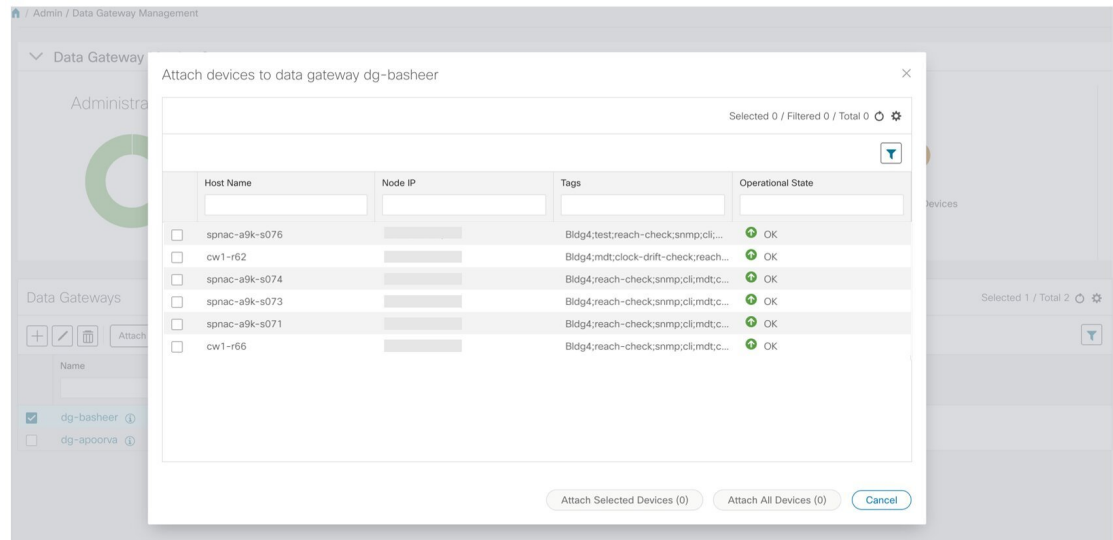 / Admin / Data Gateway Management
Data Gateway
Attach devices to data gateway dg-basheer
Administra
Selected 0 / Filtered 0 / Total 0
Host Name Node IP Tags Operational State
Devices
spnac-a9k-s076 Bldg4;test;reach-check;snmp;cli;... OK
cw1-r62 Bldg4;mdt;clock-drift-check;reach... OK
spnac-a9k-s074 Bldg4;reach-check;snmp;cli;mdt;c... OK
spnac-a9k-s073 Bldg4;reach-check;snmp;cli;mdt;c... OK
Data Gateways
Selected 1 / Total 2
spnac-a9k-s071 Bldg4;reach-check;snmp;cli;mdt;c... OK
Attach
cw1-r66 Bldg4;reach-check;snmp;cli;mdt;c... OK
Name
dg-basheer
dg-apoorva
Attach Selected Devices (0) Attach All Devices (0) Cancel